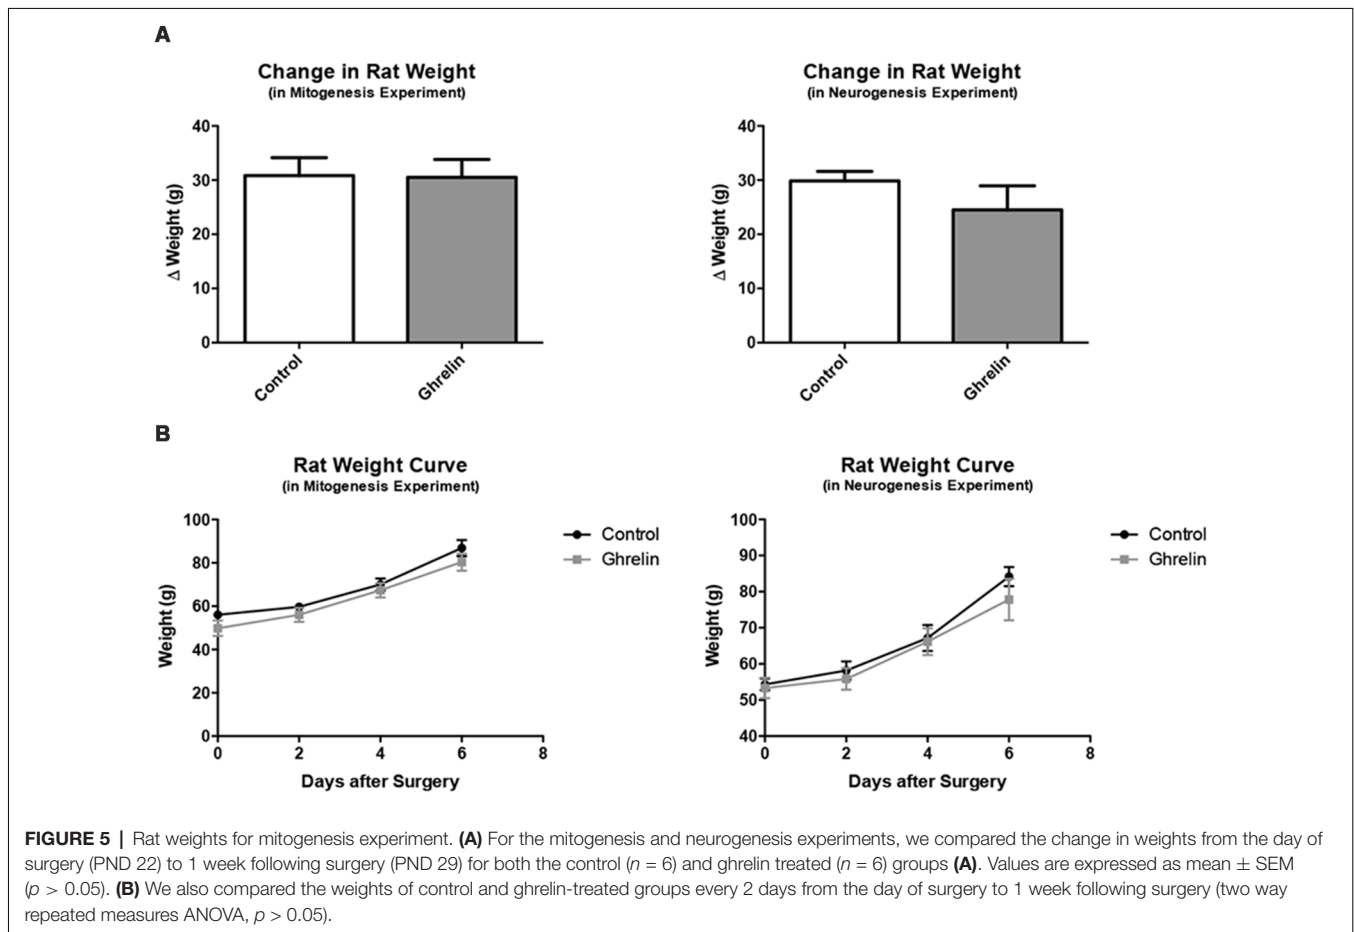 A
Change in Rat Weight
(in Mitogenesis Experiment)
40
30
20
10
0
Δ Weight (g)
Control
Ghrelin
Change in Rat Weight
(in Neurogenesis Experiment)
40
30
20
10
0
Δ Weight (g)
Control
Ghrelin
B
Rat Weight Curve
(in Mitogenesis Experiment)
100
80
60
40
20
0
Weight (g)
0 2 4 6 8
Days after Surgery
Control
Ghrelin
Rat Weight Curve
(in Neurogenesis Experiment)
100
90
80
70
60
50
40
Weight (g)
0 2 4 6 8
Days after Surgery
Control
Ghrelin
FIGURE 5 | Rat weights for mitogenesis experiment. (A) For the mitogenesis and neurogenesis experiments, we compared the change in weights from the day of
surgery (PND 22) to 1 week following surgery (PND 29) for both the control (n = 6) and ghrelin treated (n = 6) groups (A). Values are expressed as mean ± SEM
(p > 0.05). (B) We also compared the weights of control and ghrelin-treated groups every 2 days from the day of surgery to 1 week following surgery (two way
repeated measures ANOVA, p > 0.05).